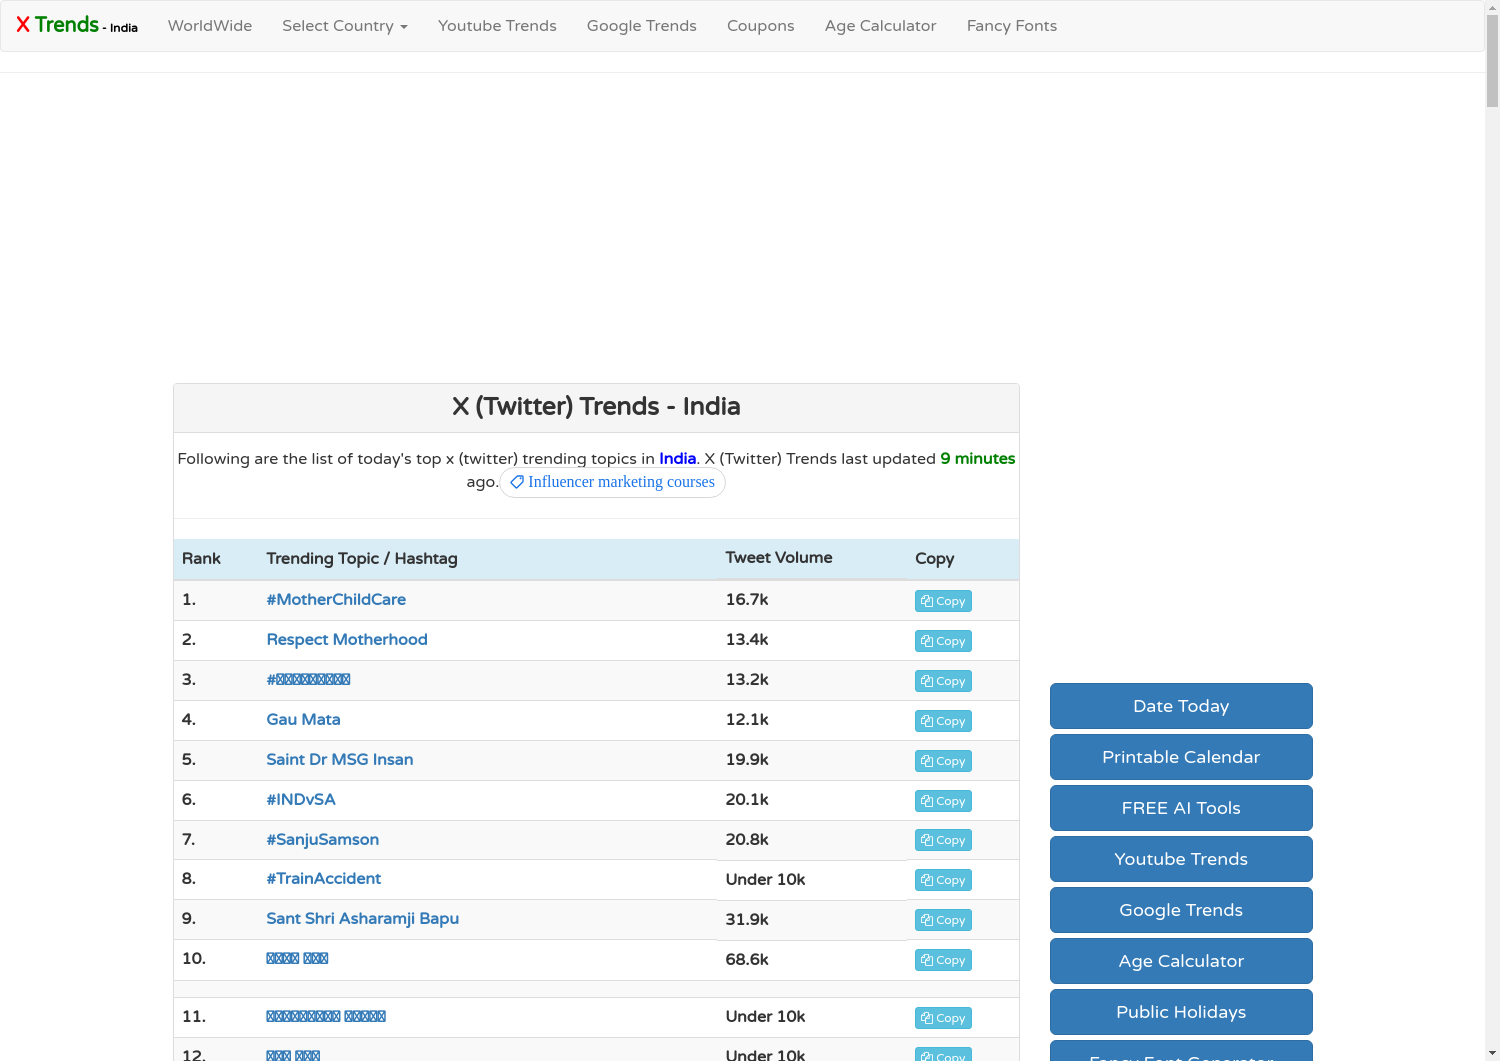 X Trends - India WorldWide Select Country Youtube Trends Google Trends Coupons Age Calculator Fancy Fonts
X (Twitter) Trends - India
Following are the list of today's top x (twitter) trending topics in India. X (Twitter) Trends last updated 9 minutes
ago. Influencer marketing courses
Rank Trending Topic / Hashtag Tweet Volume Copy
1. #MotherChildCare 16.7k Copy
2. Respect Motherhood 13.4k Copy
3. # 13.2k Copy
4. Gau Mata 12.1k Copy
5. Saint Dr MSG Insan 19.9k Copy
6. #INDvSA 20.1k Copy
7. #SanjuSamson 20.8k Copy
8. #TrainAccident Under 10k Copy
9. Sant Shri Asharamji Bapu 31.9k Copy
10. 68.6k Copy
11. Under 10k Copy
12. Under 10k Copy
Date Today
Printable Calendar
FREE AI Tools
Youtube Trends
Google Trends
Age Calculator
Public Holidays
Fancy Font Generator